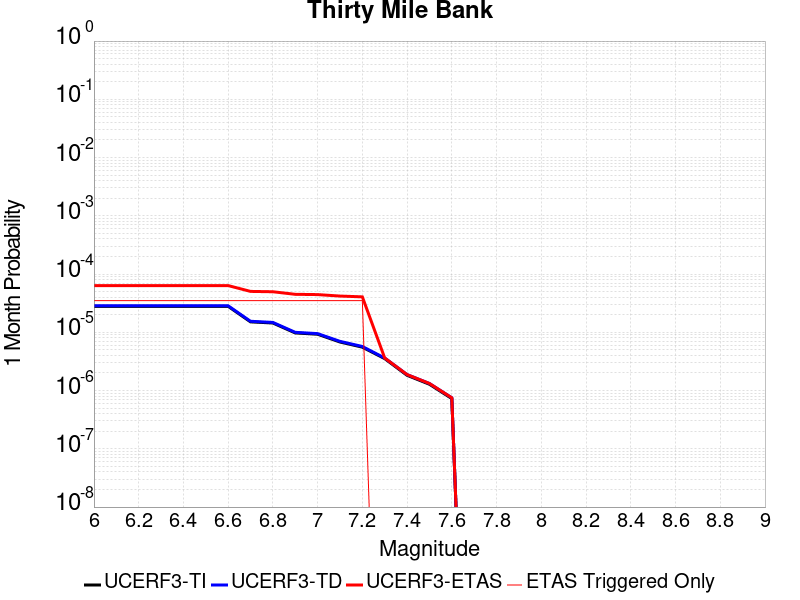 Thirty Mile Bank
1 Month Probability
10^0
10^-1
10^-2
10^-3
10^-4
10^-5
10^-6
10^-7
10^-8
6 6.2 6.4 6.6 6.8 7 7.2 7.4 7.6 7.8 8 8.2 8.4 8.6 8.8 9
Magnitude
UCERF3-TI UCERF3-TD UCERF3-ETAS ETAS Triggered Only